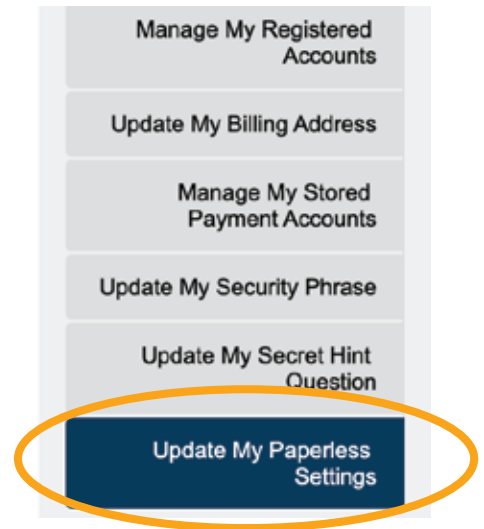 Manage My Registered
Accounts
Update My Billing Address
Manage My Stored
Payment Accounts
Update My Security Phrase
Update My Secret Hint
Question
Update My Paperless
Settings